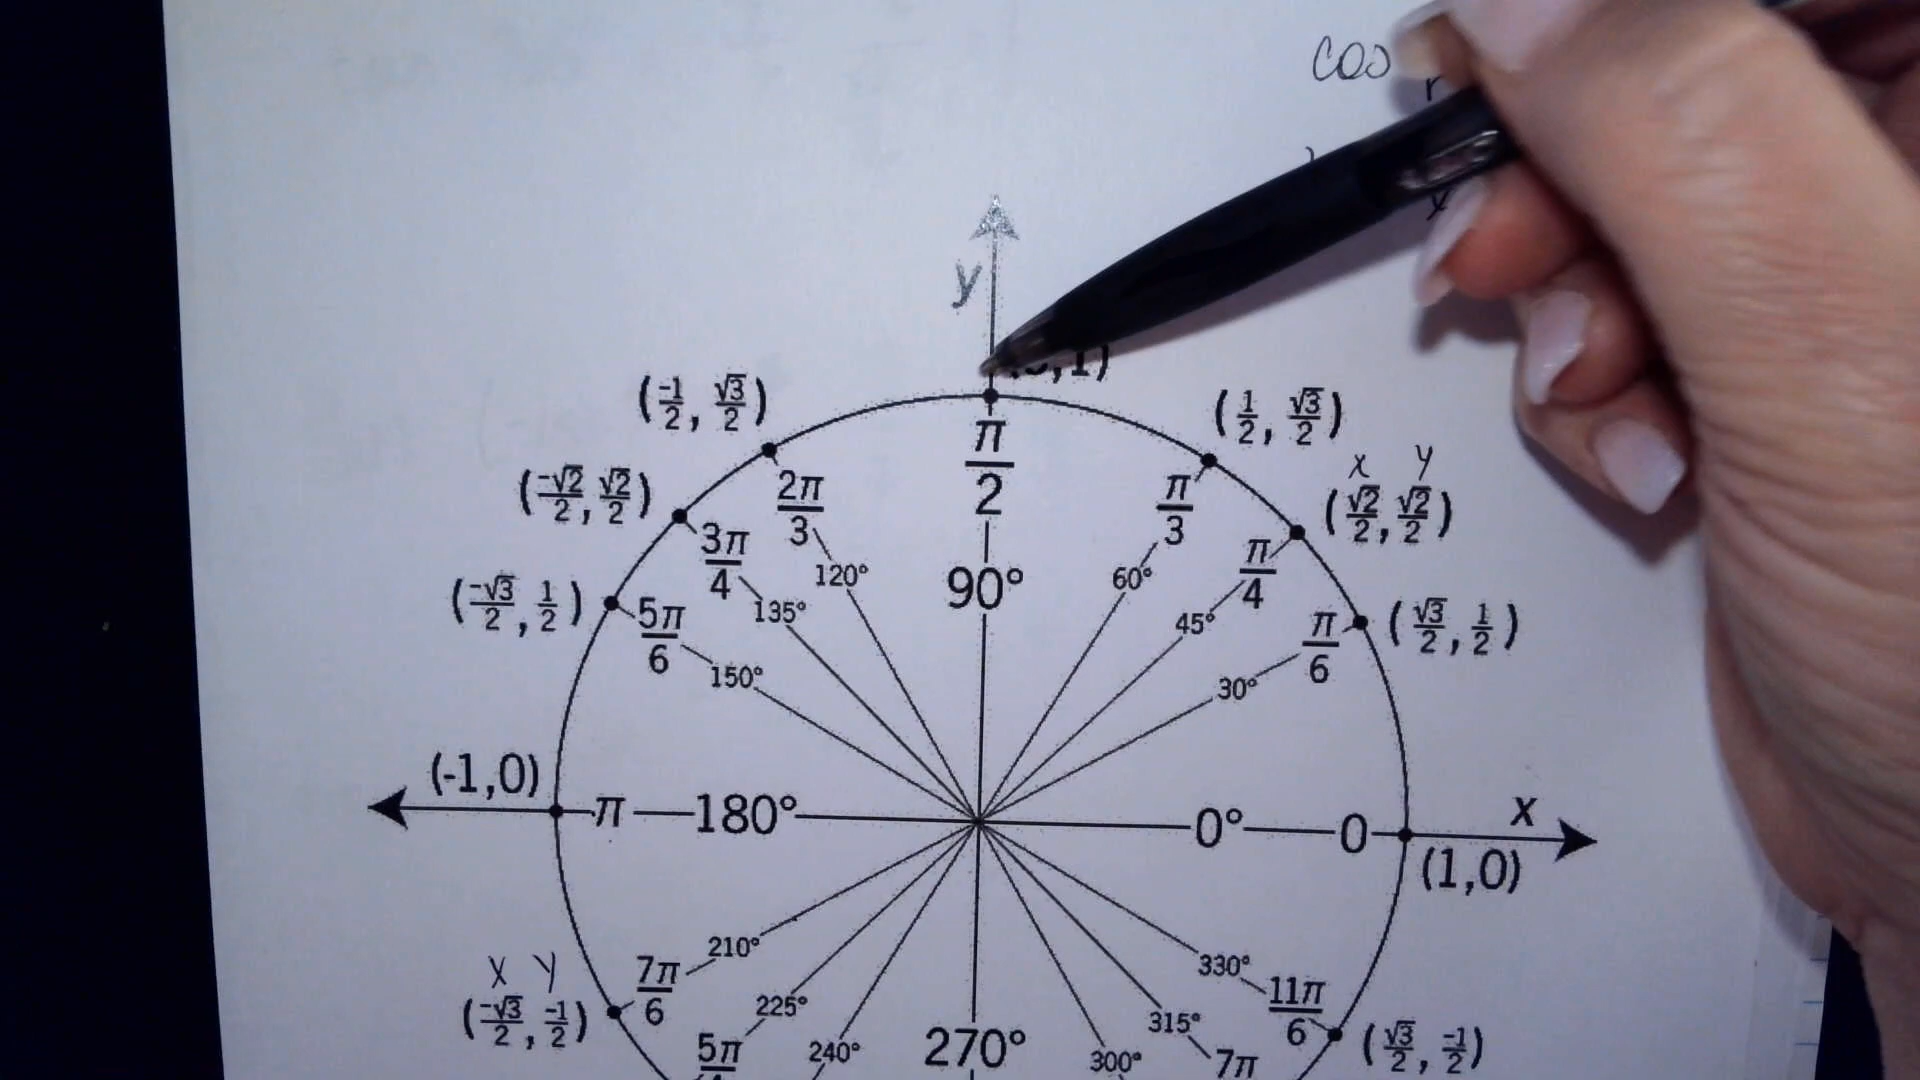 cos
r
x
y
,1)
(-1/2, √3/2)
(1/2, √3/2)
x y
(-√2/2, √2/2)
π/2
(√2/2, √2/2)
2π/3
π/3
3π/4
π/4
120°
90°
60°
(-√3/2, 1/2)
5π/6
135°
45°
π/6
(√3/2, 1/2)
150°
30°
(-1,0)
π
180°
0°
0
x
(1,0)
x y
210°
330°
(-√3/2, -1/2)
7π/6
225°
315°
11π/6
5π
240°
270°
300°
7π
(√3/2, -1/2)